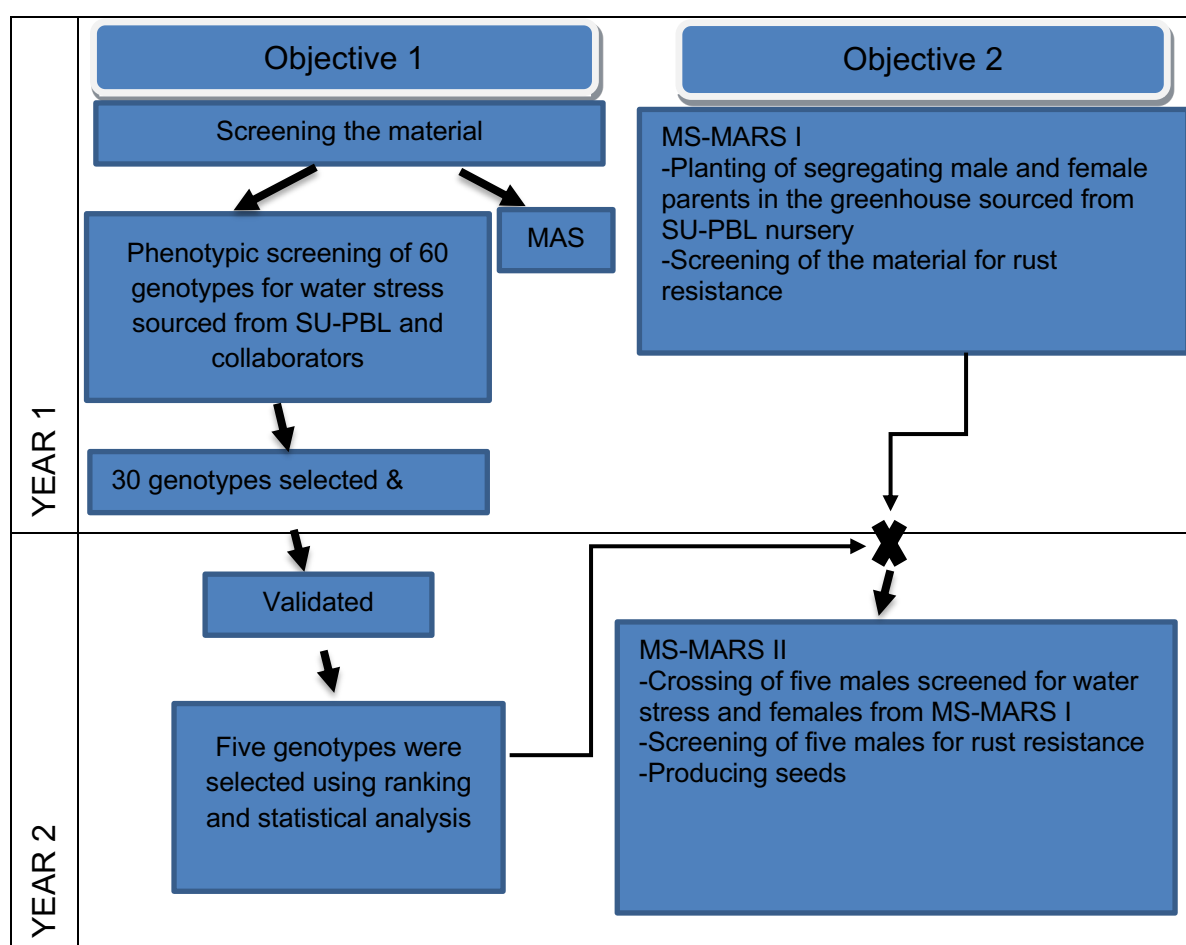 YEAR 1
Objective 1
Screening the material
Phenotypic screening of 60
genotypes for water stress
sourced from SU-PBL and
collaborators
MAS
30 genotypes selected &
Objective 2
MS-MARS I
-Planting of segregating male and female
parents in the greenhouse sourced from
SU-PBL nursery
-Screening of the material for rust
resistance
YEAR 2
Validated
Five genotypes were
selected using ranking
and statistical analysis
MS-MARS II
-Crossing of five males screened for water
stress and females from MS-MARS I
-Screening of five males for rust resistance
-Producing seeds